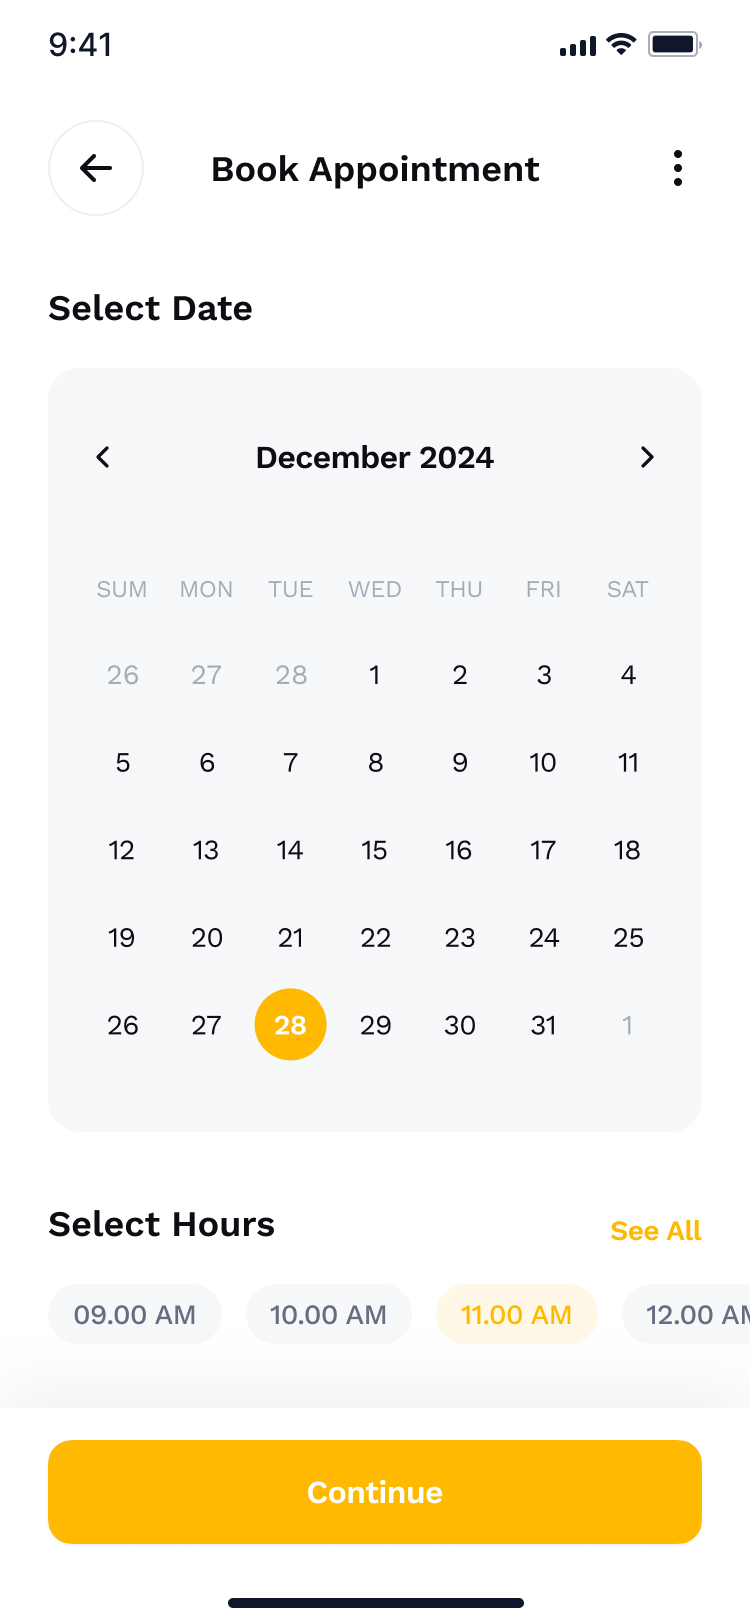 9:41
Book Appointment
Select Date
December 2024
SUM MON TUE WED THU FRI SAT
26 27 28 1 2 3 4
5 6 7 8 9 10 11
12 13 14 15 16 17 18
19 20 21 22 23 24 25
26 27 28 29 30 31 1
Select Hours
See All
09.00 AM 10.00 AM 11.00 AM 12.00 AM
Continue